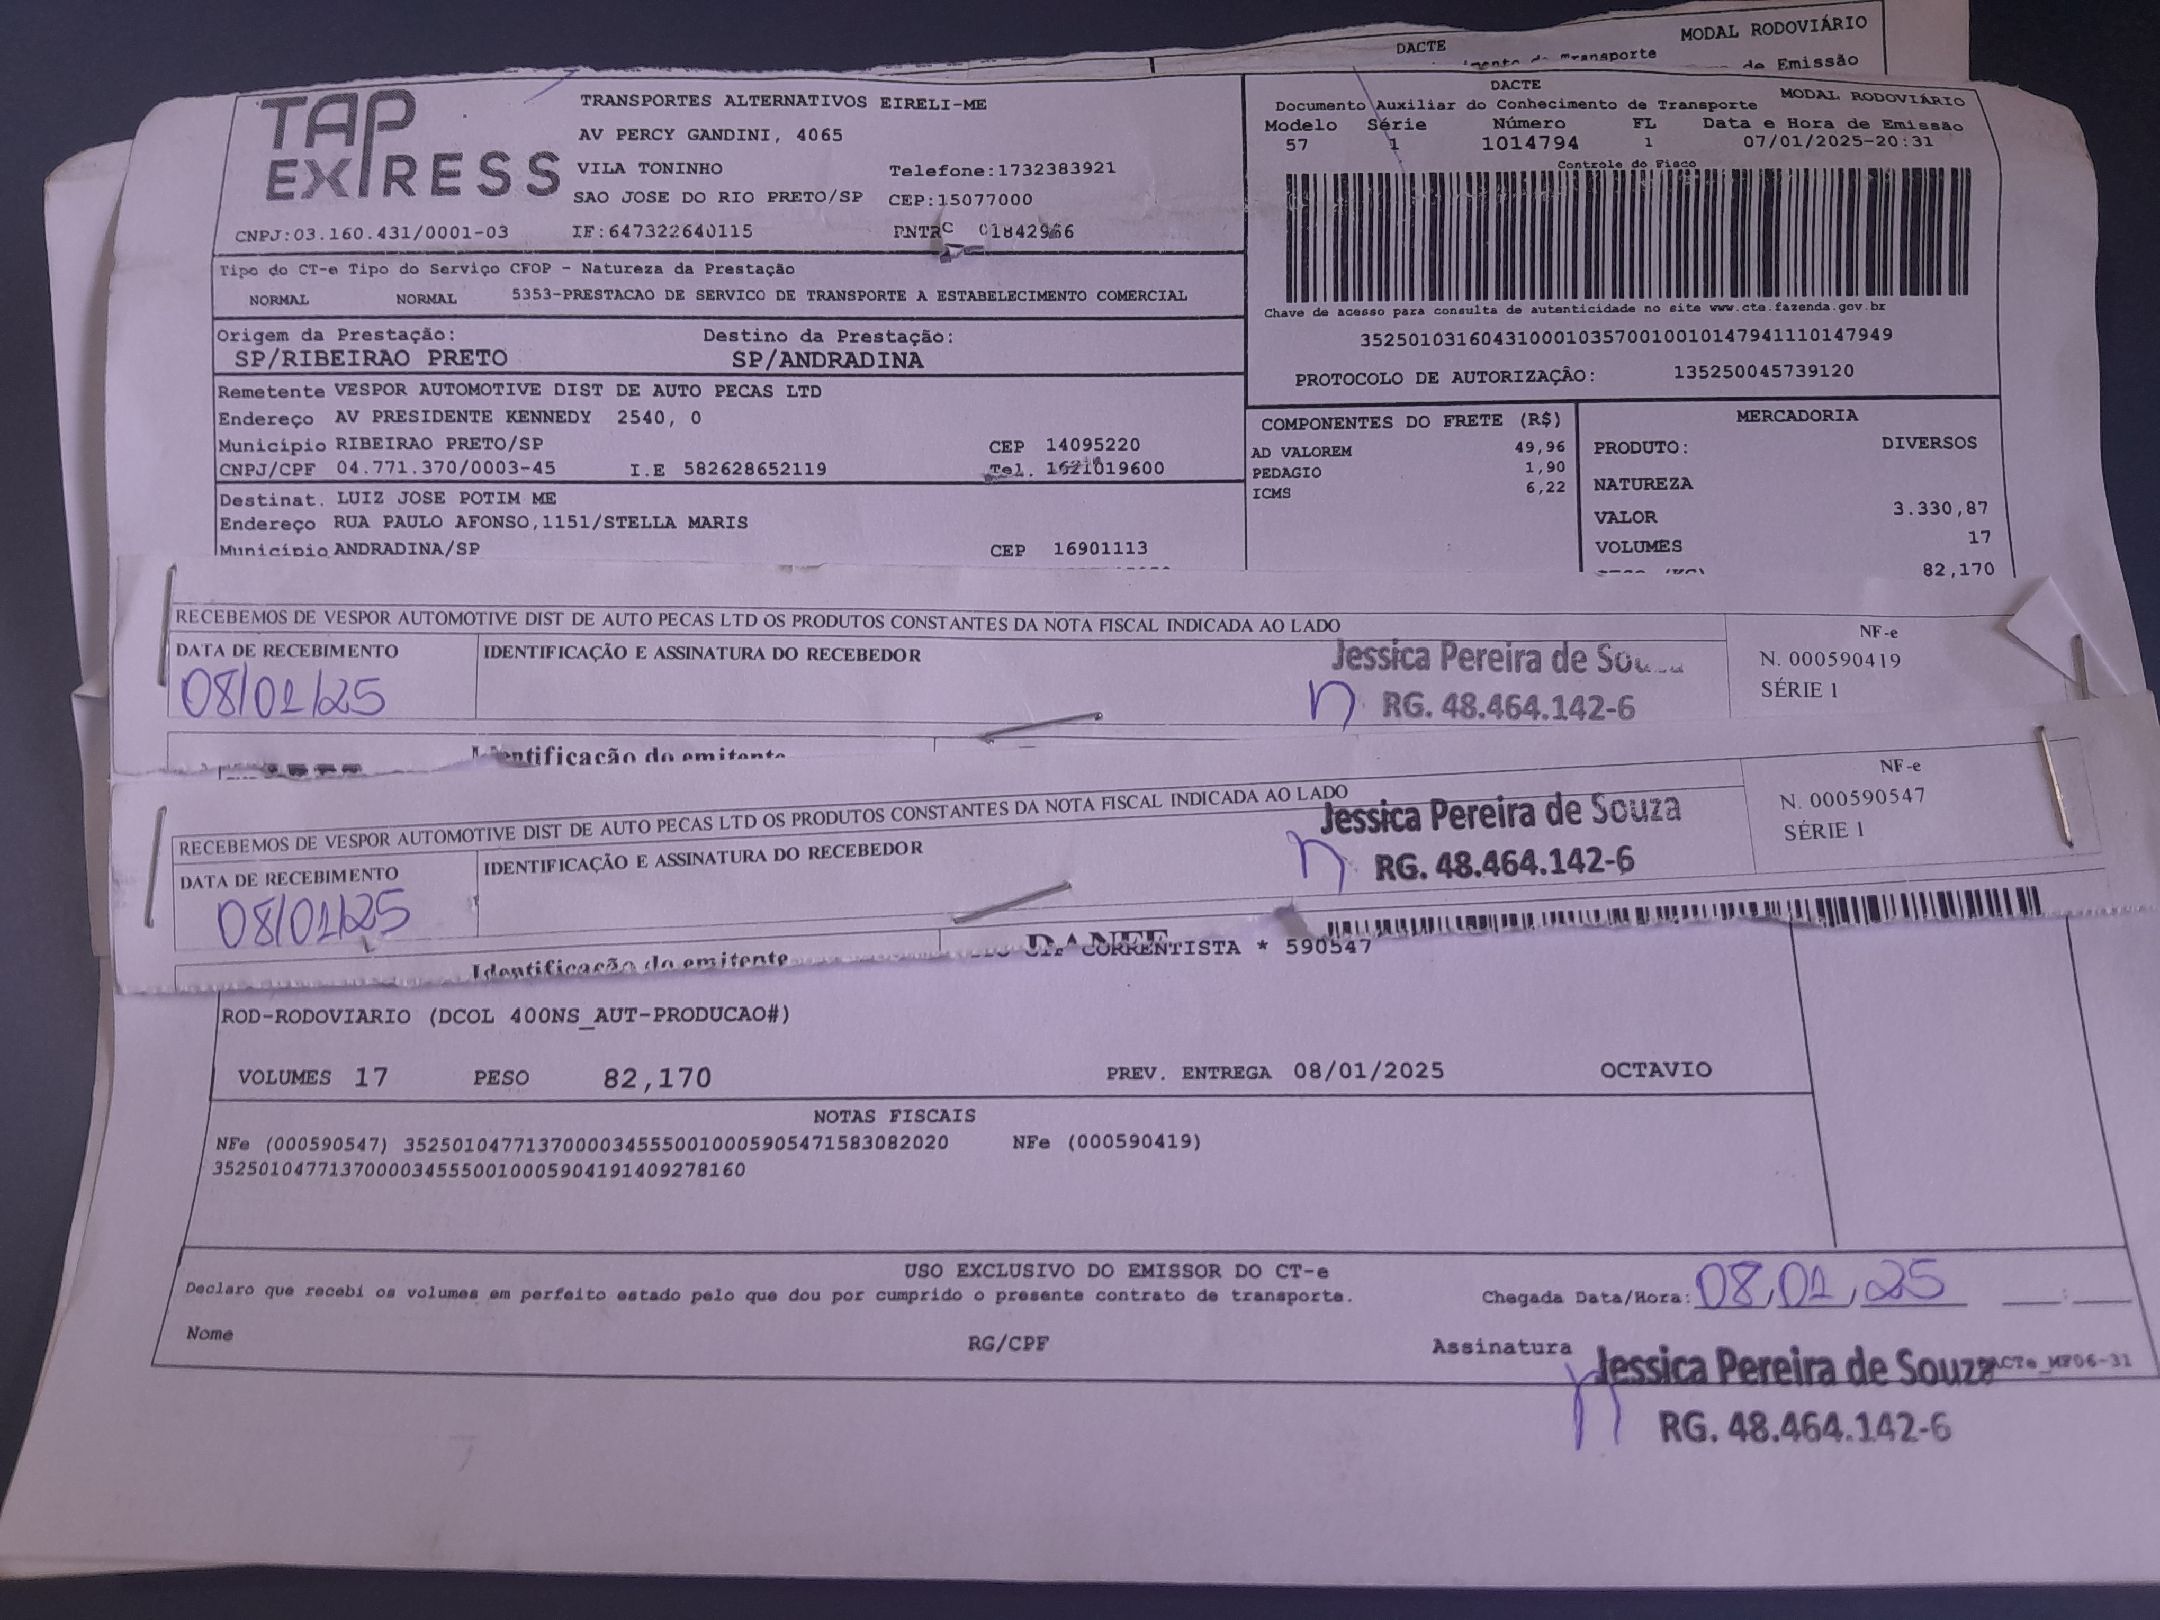 DACTE
MODAL RODOVIÁRIO
de Emissão
TAP EXPRESS
TRANSPORTES ALTERNATIVOS EIRELI-ME
AV PERCY GANDINI, 4065
VILA TONINHO Telefone:1732383921
SAO JOSE DO RIO PRETO/SP CEP:15077000
CNPJ:03.160.431/0001-03 IF:647322640115
DACTE
Documento Auxiliar do Conhecimento de Transporte MODAL RODOVIÁRIO
Modelo Série Número FL Data e Hora de Emissão
57 1 1014794 1 07/01/2025-20:31
Controle do Fisco
Chave de acesso para consulta de autenticidade no site www.cte.fazenda.gov.br
35250103160431000103570010010147941110147949
PROTOCOLO DE AUTORIZAÇÃO: 135250045739120
Tipo do CT-e Tipo do Serviço CFOP - Natureza da Prestação
NORMAL NORMAL 5353-PRESTACAO DE SERVICO DE TRANSPORTE A ESTABELECIMENTO COMERCIAL
Origem da Prestação: Destino da Prestação:
SP/RIBEIRAO PRETO SP/ANDRADINA
Remetente VESPOR AUTOMOTIVE DIST DE AUTO PECAS LTD
Endereço AV PRESIDENTE KENNEDY 2540, 0
Município RIBEIRAO PRETO/SP CEP 14095220
CNPJ/CPF 04.771.370/0003-45 I.E 582628652119 Tel. 1621019600
Destinat. LUIZ JOSE POTIM ME
Endereço RUA PAULO AFONSO,1151/STELLA MARIS
Município ANDRADINA/SP CEP 16901113
COMPONENTES DO FRETE (R$)
AD VALOREM 49,96
PEDAGIO 1,90
ICMS 6,22
MERCADORIA
PRODUTO: DIVERSOS
NATUREZA
VALOR 3.330,87
VOLUMES 17
82,170
RECEBEMOS DE VESPOR AUTOMOTIVE DIST DE AUTO PECAS LTD OS PRODUTOS CONSTANTES DA NOTA FISCAL INDICADA AO LADO
DATA DE RECEBIMENTO IDENTIFICAÇÃO E ASSINATURA DO RECEBEDOR
08/01/25
Jessica Pereira de
RG. 48.464.142-6
NF-e
N. 000590419
SÉRIE 1
Identificação do emitente
RECEBEMOS DE VESPOR AUTOMOTIVE DIST DE AUTO PECAS LTD OS PRODUTOS CONSTANTES DA NOTA FISCAL INDICADA AO LADO
DATA DE RECEBIMENTO IDENTIFICAÇÃO E ASSINATURA DO RECEBEDOR
08/01/25
Jessica Pereira de Souza
RG. 48.464.142-6
NF-e
N. 000590547
SÉRIE 1
Identificação do emitente
DANFE
CORRENTISTA * 590547
ROD-RODOVIARIO (DCOL 400NS_AUT-PRODUCAO#)
VOLUMES 17 PESO 82,170 PREV. ENTREGA 08/01/2025 OCTAVIO
NOTAS FISCAIS
NFe (000590547) 35250104771370000345550010005905471583082020 NFe (000590419)
35250104771370000345550010005904191409278160
USO EXCLUSIVO DO EMISSOR DO CT-e
Declaro que recebi os volumes em perfeito estado pelo que dou por cumprido o presente contrato de transporte.
Chegada Data/Hora: 08/01/25 __:__
Nome RG/CPF Assinatura
Jessica Pereira de Souza
RG. 48.464.142-6